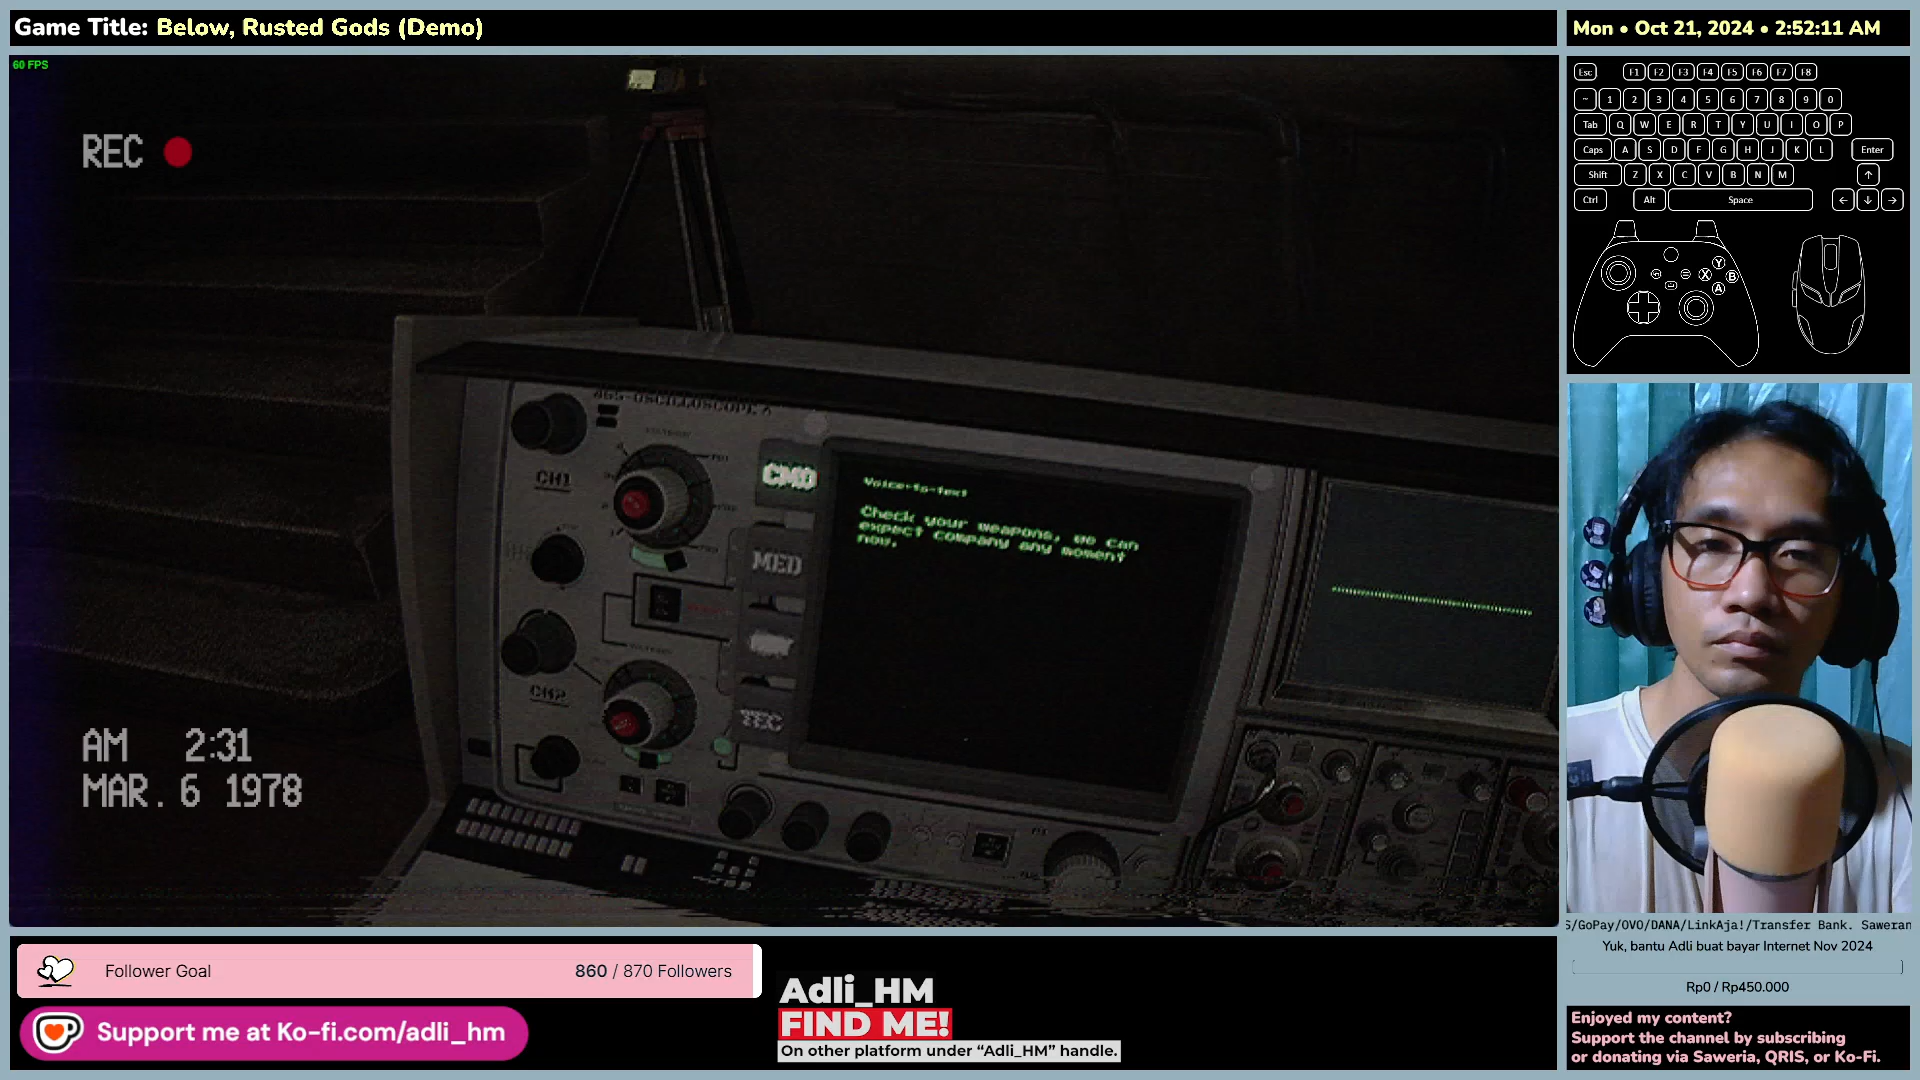 Game Title: Below, Rusted Gods (Demo)
Mon • Oct 21, 2024 • 2:52:11 AM
60 FPS
REC
Esc F1 F2 F3 F4 F5 F6 F7 F8
~ 1 2 3 4 5 6 7 8 9 0
Tab Q W E R T Y U I O P
Caps A S D F G H J K L Enter
Shift Z X C V B N M ↑
Ctrl Alt Space ← ↓ →
Y
X B
A
465-OSCILLOSCOPE
CH1
CH2
CMD
MED
TEC
Voice-to-Text
Check your weapons, we can
expect company any moment
now.
AM 2:31
MAR. 6 1978
S/GoPay/OVO/DANA/LinkAja!/Transfer Bank. Saweran
Yuk, bantu Adli buat bayar Internet Nov 2024
Rp0 / Rp450.000
Follower Goal
860 / 870 Followers
Support me at Ko-fi.com/adli_hm
Adli_HM
FIND ME!
On other platform under “Adli_HM” handle.
Enjoyed my content?
Support the channel by subscribing
or donating via Saweria, QRIS, or Ko-Fi.